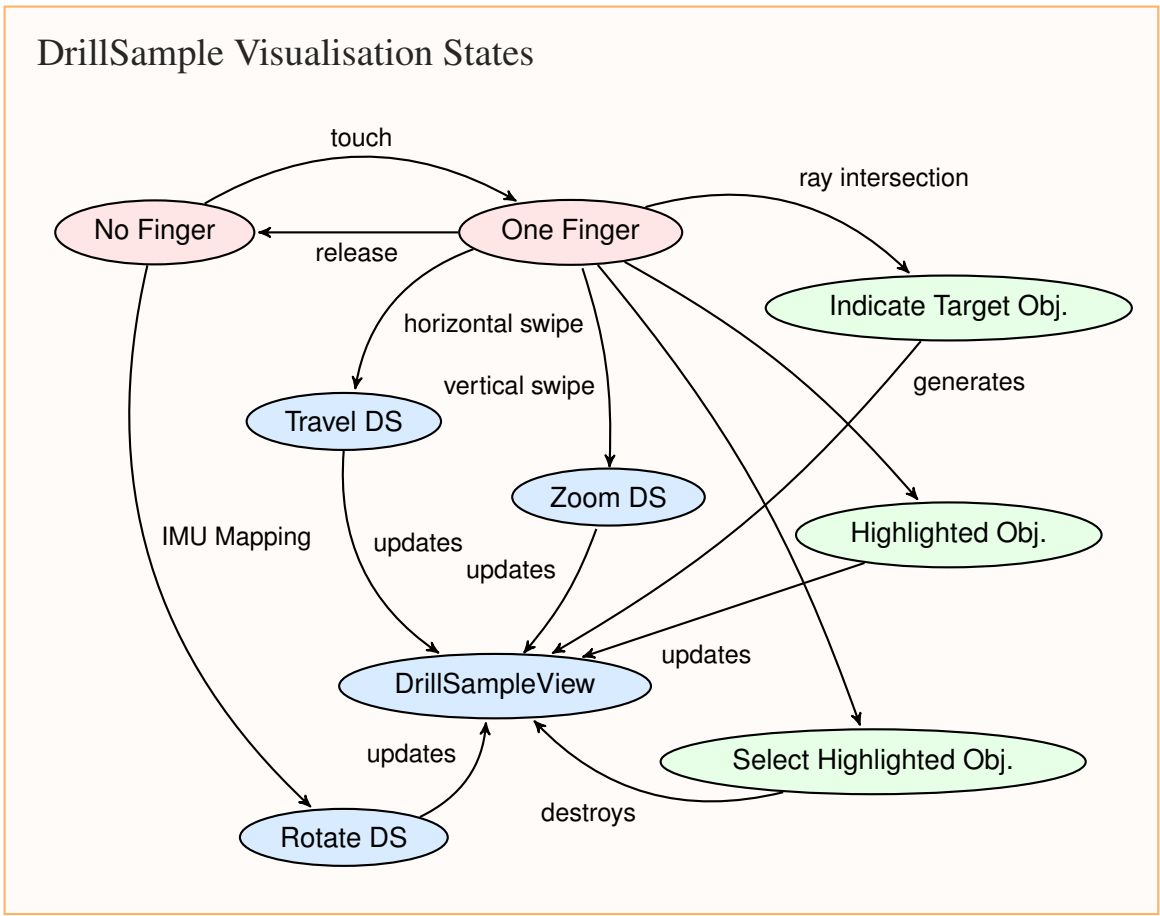 DrillSample Visualisation States
touch
ray intersection
No Finger
One Finger
release
Indicate Target Obj.
horizontal swipe
vertical swipe
generates
Travel DS
Zoom DS
IMU Mapping
updates
updates
Highlighted Obj.
updates
DrillSampleView
updates
Select Highlighted Obj.
destroys
Rotate DS